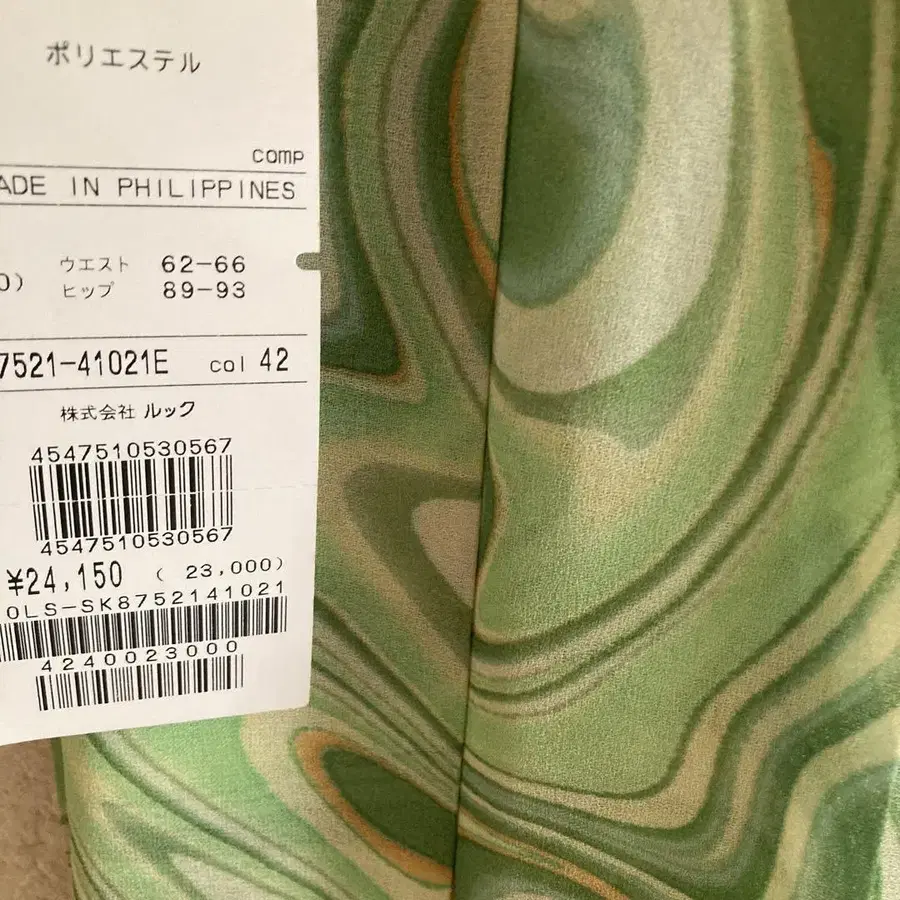 ポリエステル
comp
ADE IN PHILIPPINES
0) ウエスト 62-66
ヒップ 89-93
7521-41021E col 42
株式会社 ルック
4547510530567
4547510530567
¥24,150 ( 23,000)
0LS-SK8752141021
4240023000